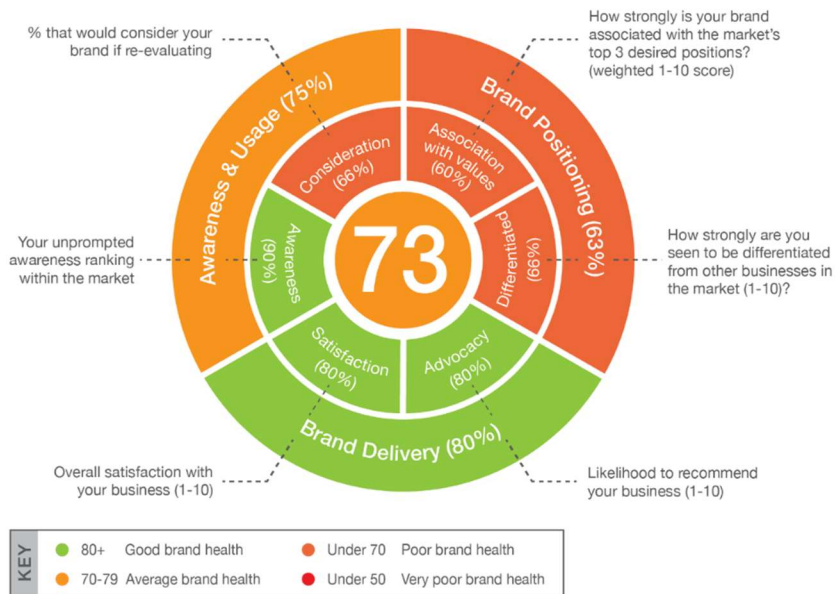 % that would consider your
brand if re-evaluating
How strongly is your brand
associated with the market's
top 3 desired positions?
(weighted 1-10 score)
Awareness & Usage (75%)
Brand Positioning (63%)
Consideration
(66%)
Association
with values
(60%)
Your unprompted
awareness ranking
within the market
Awareness
(90%)
73
Differentiated
(66%)
How strongly are you
seen to be differentiated
from other businesses in
the market (1-10)?
Satisfaction
(80%)
Advocacy
(80%)
Brand Delivery (80%)
Overall satisfaction with
your business (1-10)
Likelihood to recommend
your business (1-10)
KEY
80+ Good brand health
Under 70 Poor brand health
70-79 Average brand health
Under 50 Very poor brand health